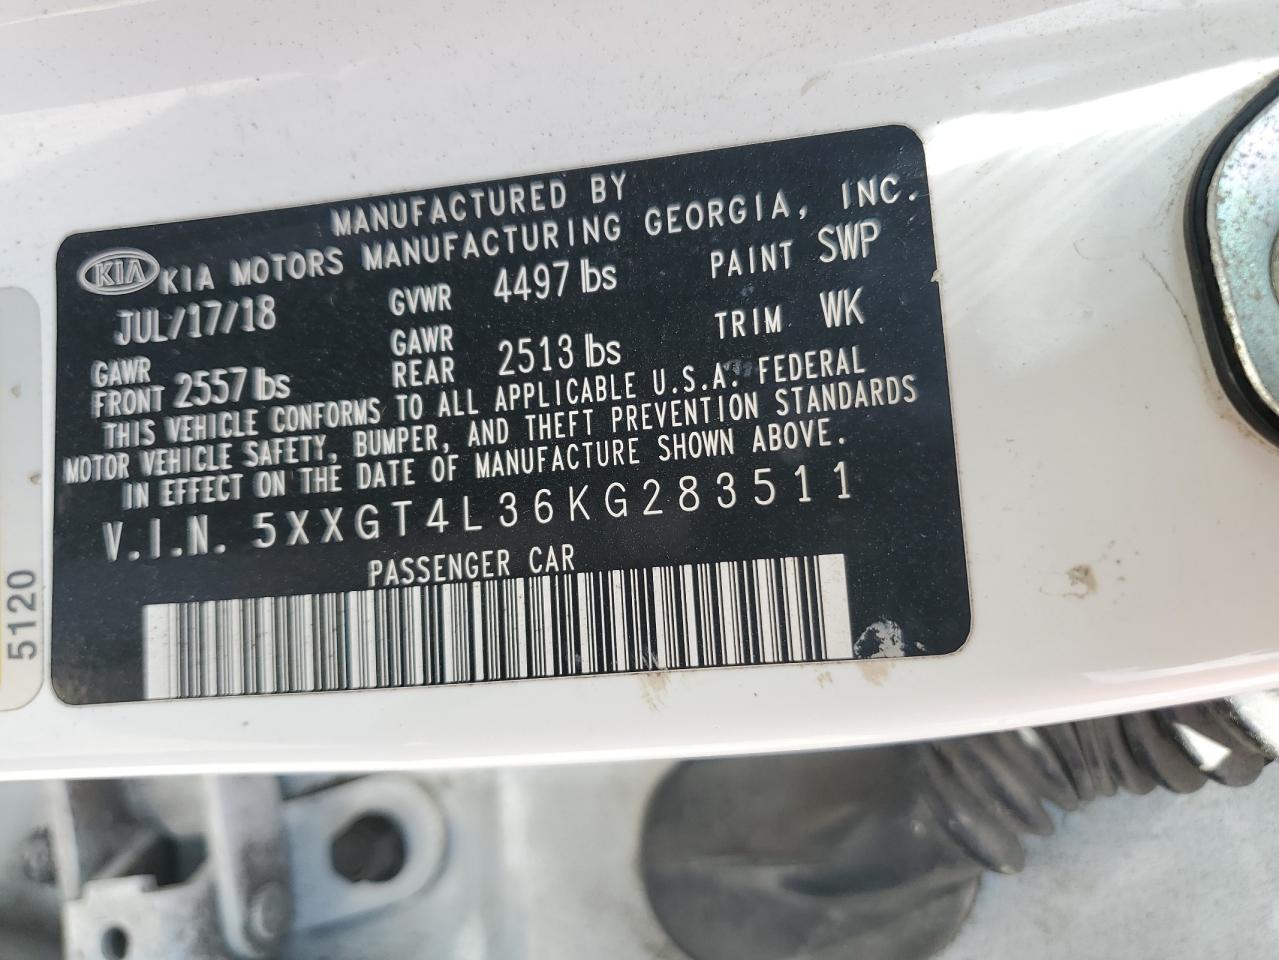 MANUFACTURED BY
KIA KIA MOTORS MANUFACTURING GEORGIA, INC.
JUL/17/18 GVWR 4497 lbs PAINT SWP
GAWR FRONT 2557 lbs GAWR REAR 2513 lbs TRIM WK
THIS VEHICLE CONFORMS TO ALL APPLICABLE U.S.A. FEDERAL
MOTOR VEHICLE SAFETY, BUMPER, AND THEFT PREVENTION STANDARDS
IN EFFECT ON THE DATE OF MANUFACTURE SHOWN ABOVE.
V.I.N. 5XXGT4L36KG283511
PASSENGER CAR
5120